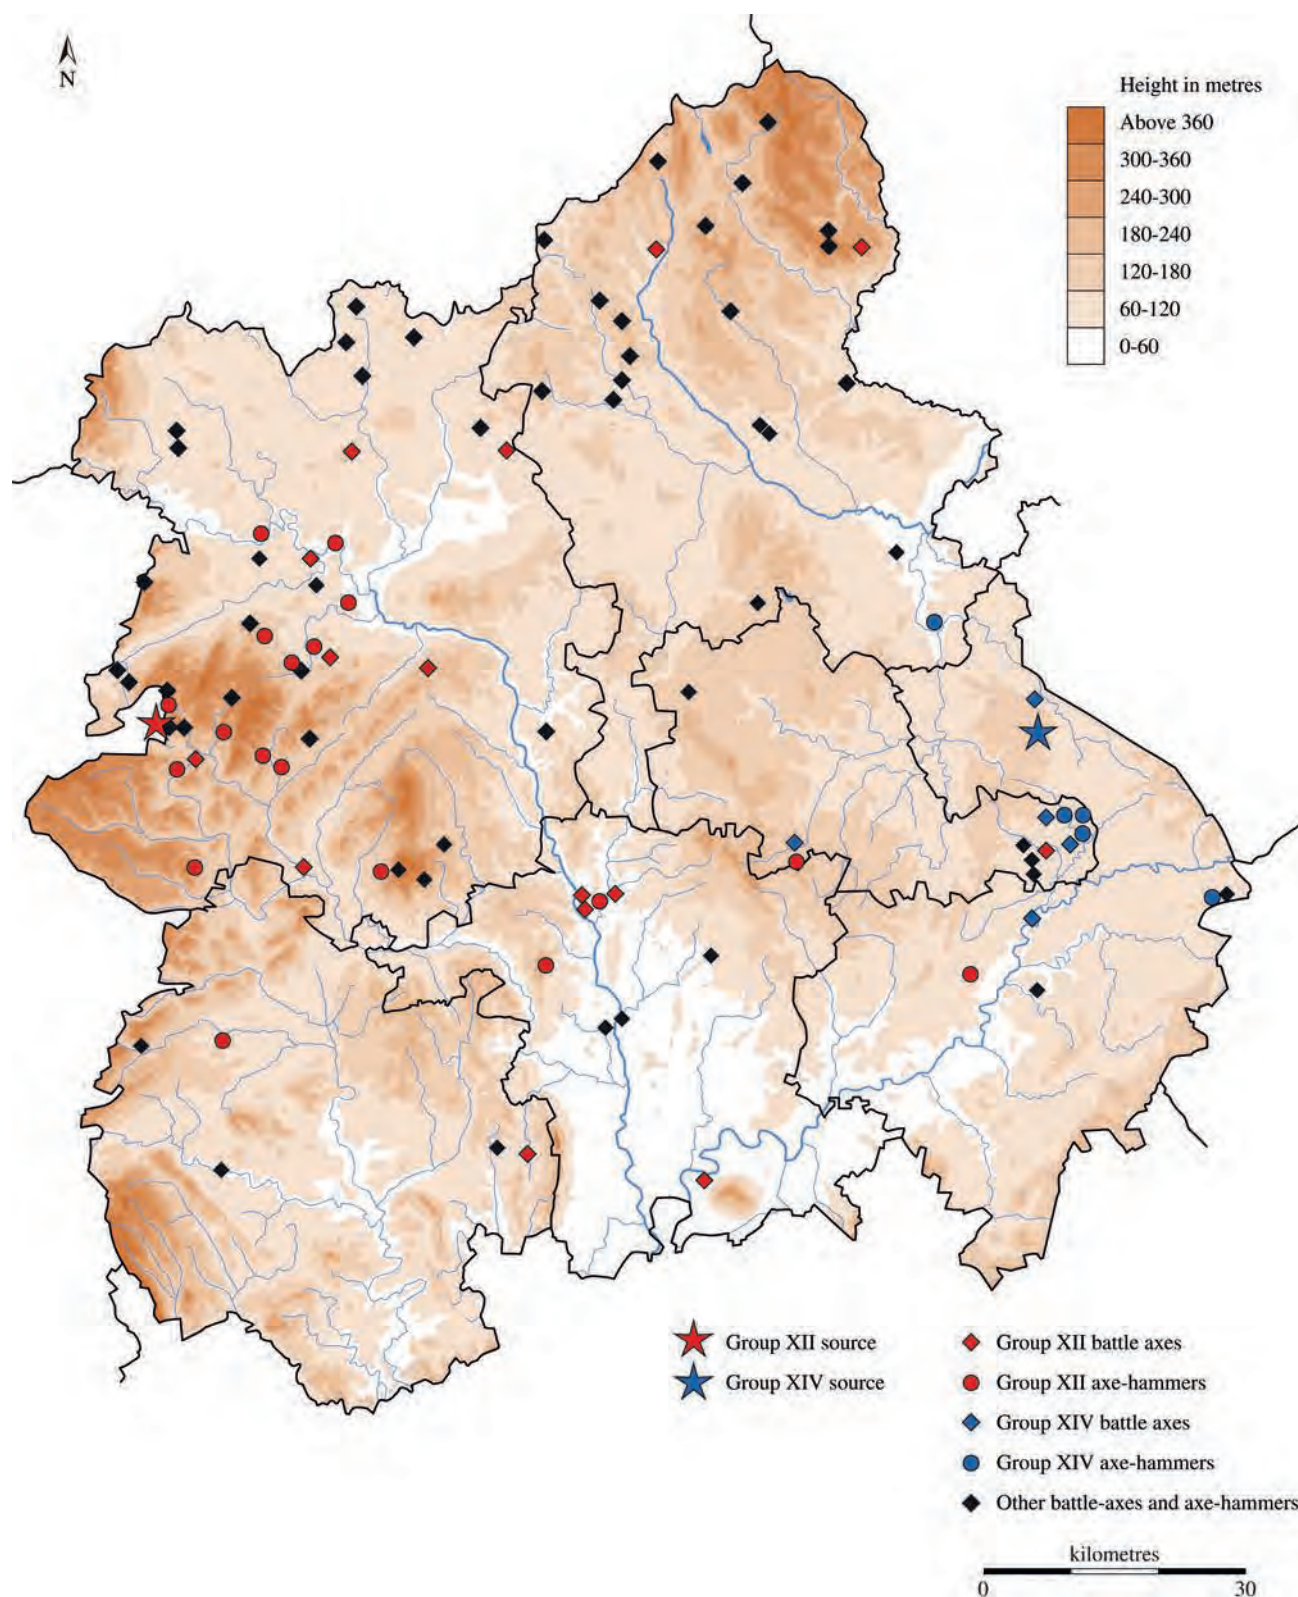 N
Height in metres
Above 360
300-360
240-300
180-240
120-180
60-120
0-60
Group XII source
Group XIV source
Group XII battle axes
Group XII axe-hammers
Group XIV battle axes
Group XIV axe-hammers
Other battle-axes and axe-hammers
kilometres
0 30